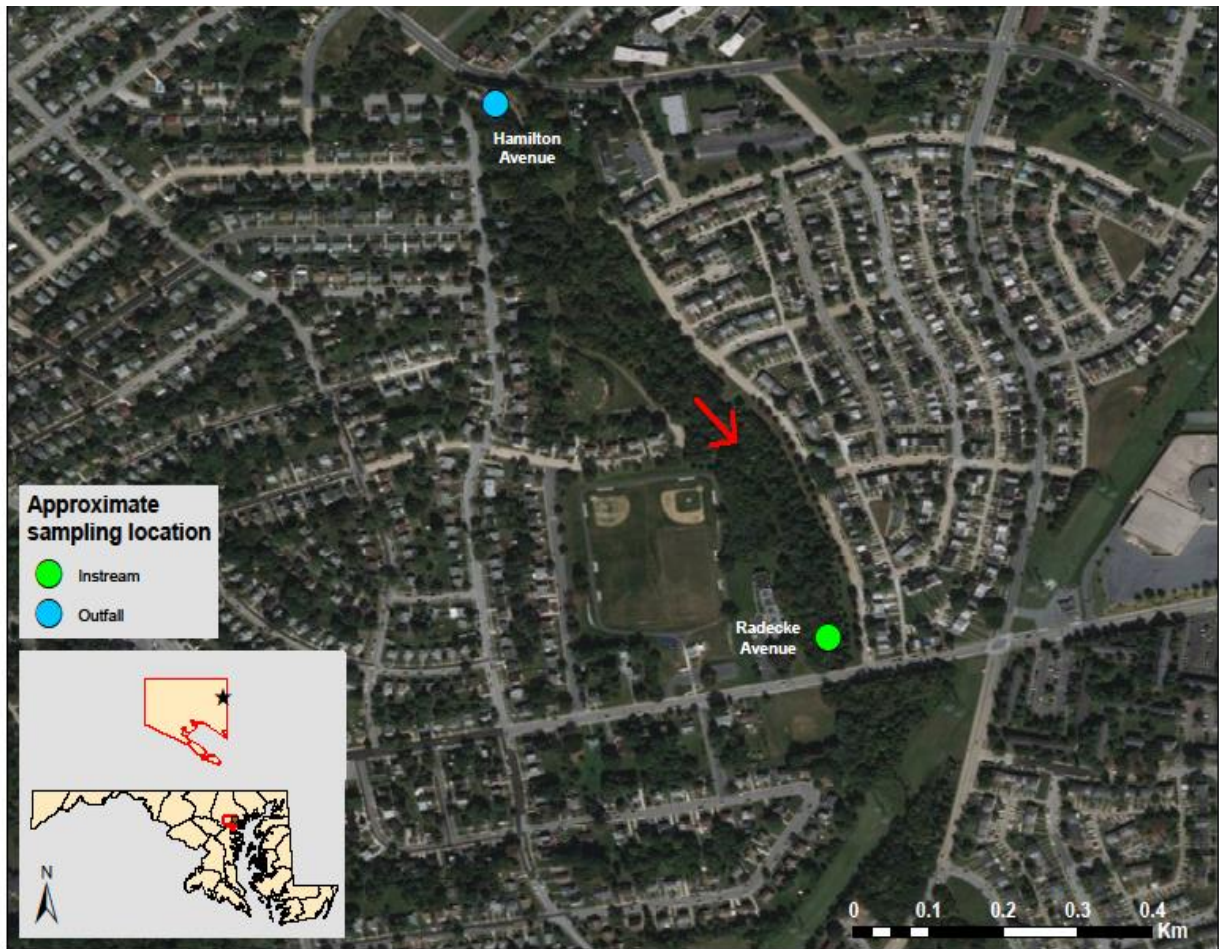 Hamilton
Avenue
Radecke
Avenue
Approximate
sampling location
Instream
Outfall
N
0 0.1 0.2 0.3 0.4
Km